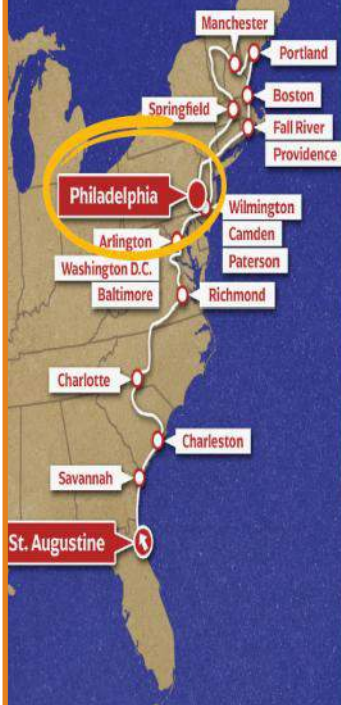 Manchester
Portland
Boston
Springfield
Fall River
Providence
Philadelphia
Wilmington
Arlington
Camden
Washington D.C.
Paterson
Baltimore
Richmond
Charlotte
Charleston
Savannah
St. Augustine